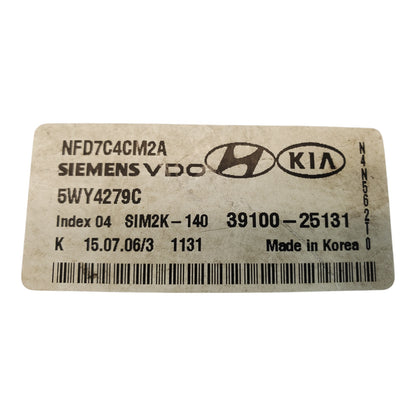 NFD7C4CM2A
SIEMENS VDO KIA
5WY4279C
Index 04 SIM2K-140 39100-25131
K 15.07.06/3 1131 Made in Korea
N4N56210